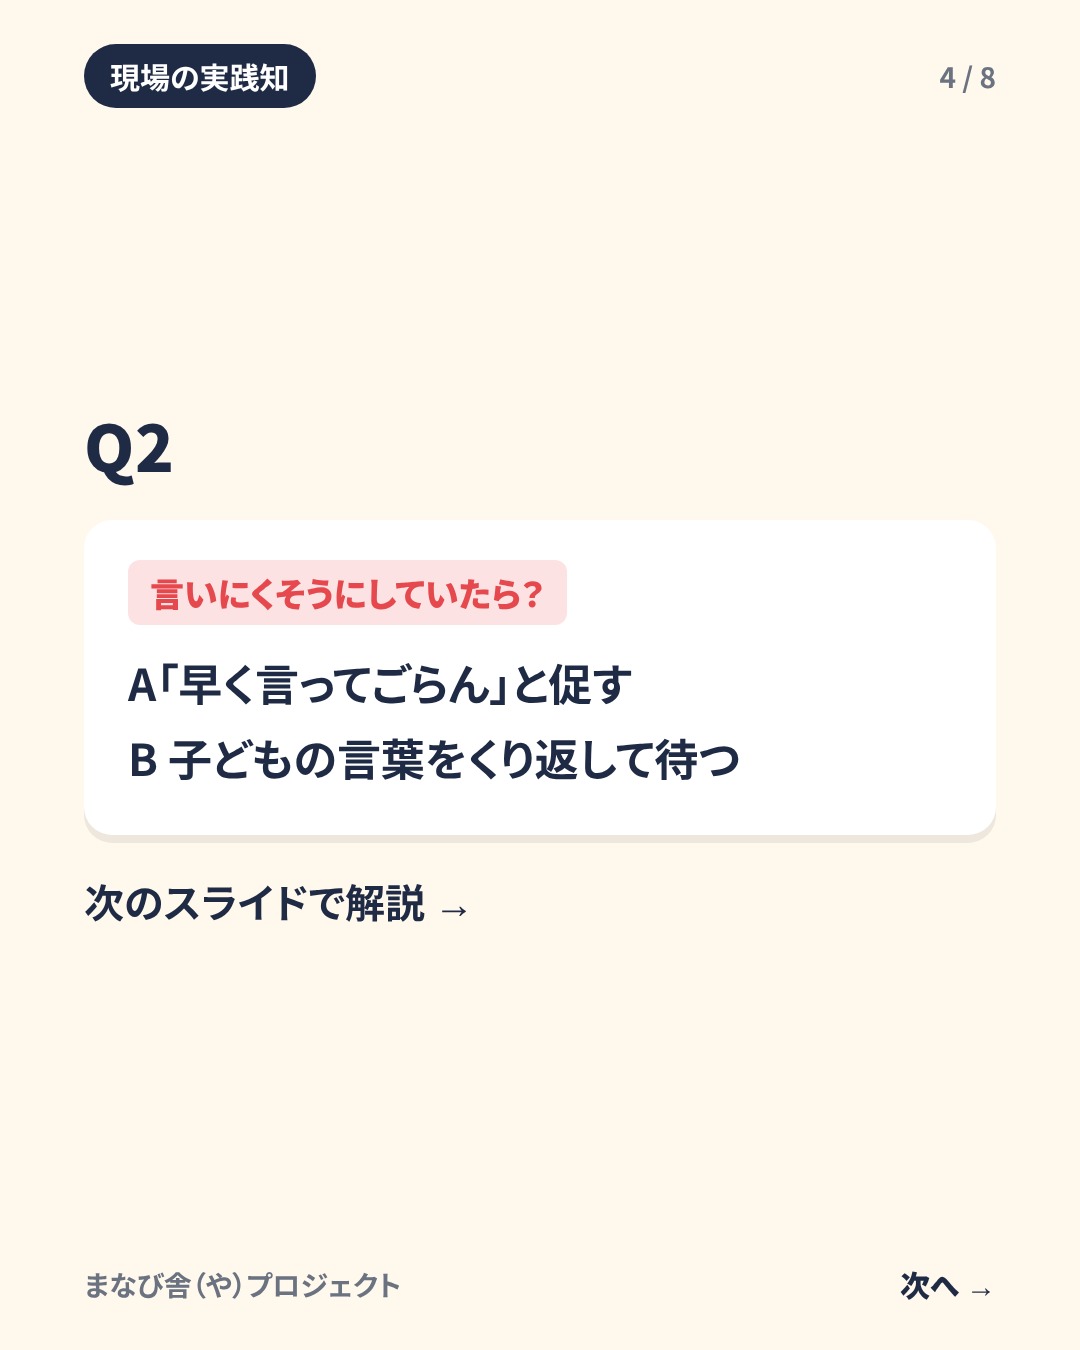 現場の実践知
4 / 8
Q2
言いにくそうにしていたら？
A「早く言ってごらん」と促す
B 子どもの言葉をくり返して待つ
次のスライドで解説 →
まなび舎（や）プロジェクト
次へ →